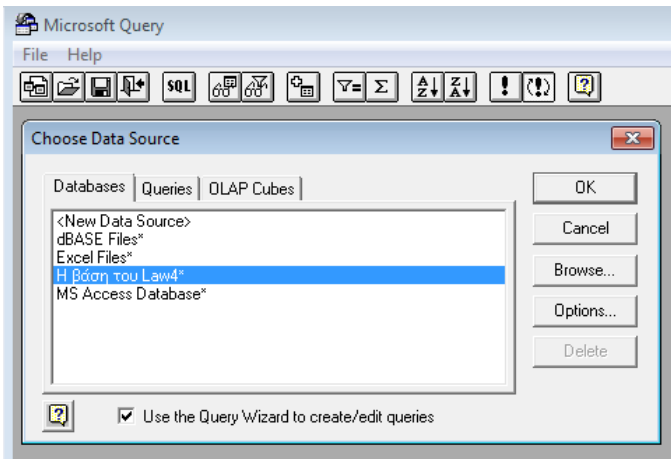 Microsoft Query
File Help
SQL
Choose Data Source
Databases Queries OLAP Cubes
<New Data Source>
dBASE Files*
Excel Files*
Η βάση του Law4*
MS Access Database*
OK
Cancel
Browse...
Options...
Delete
Use the Query Wizard to create/edit queries